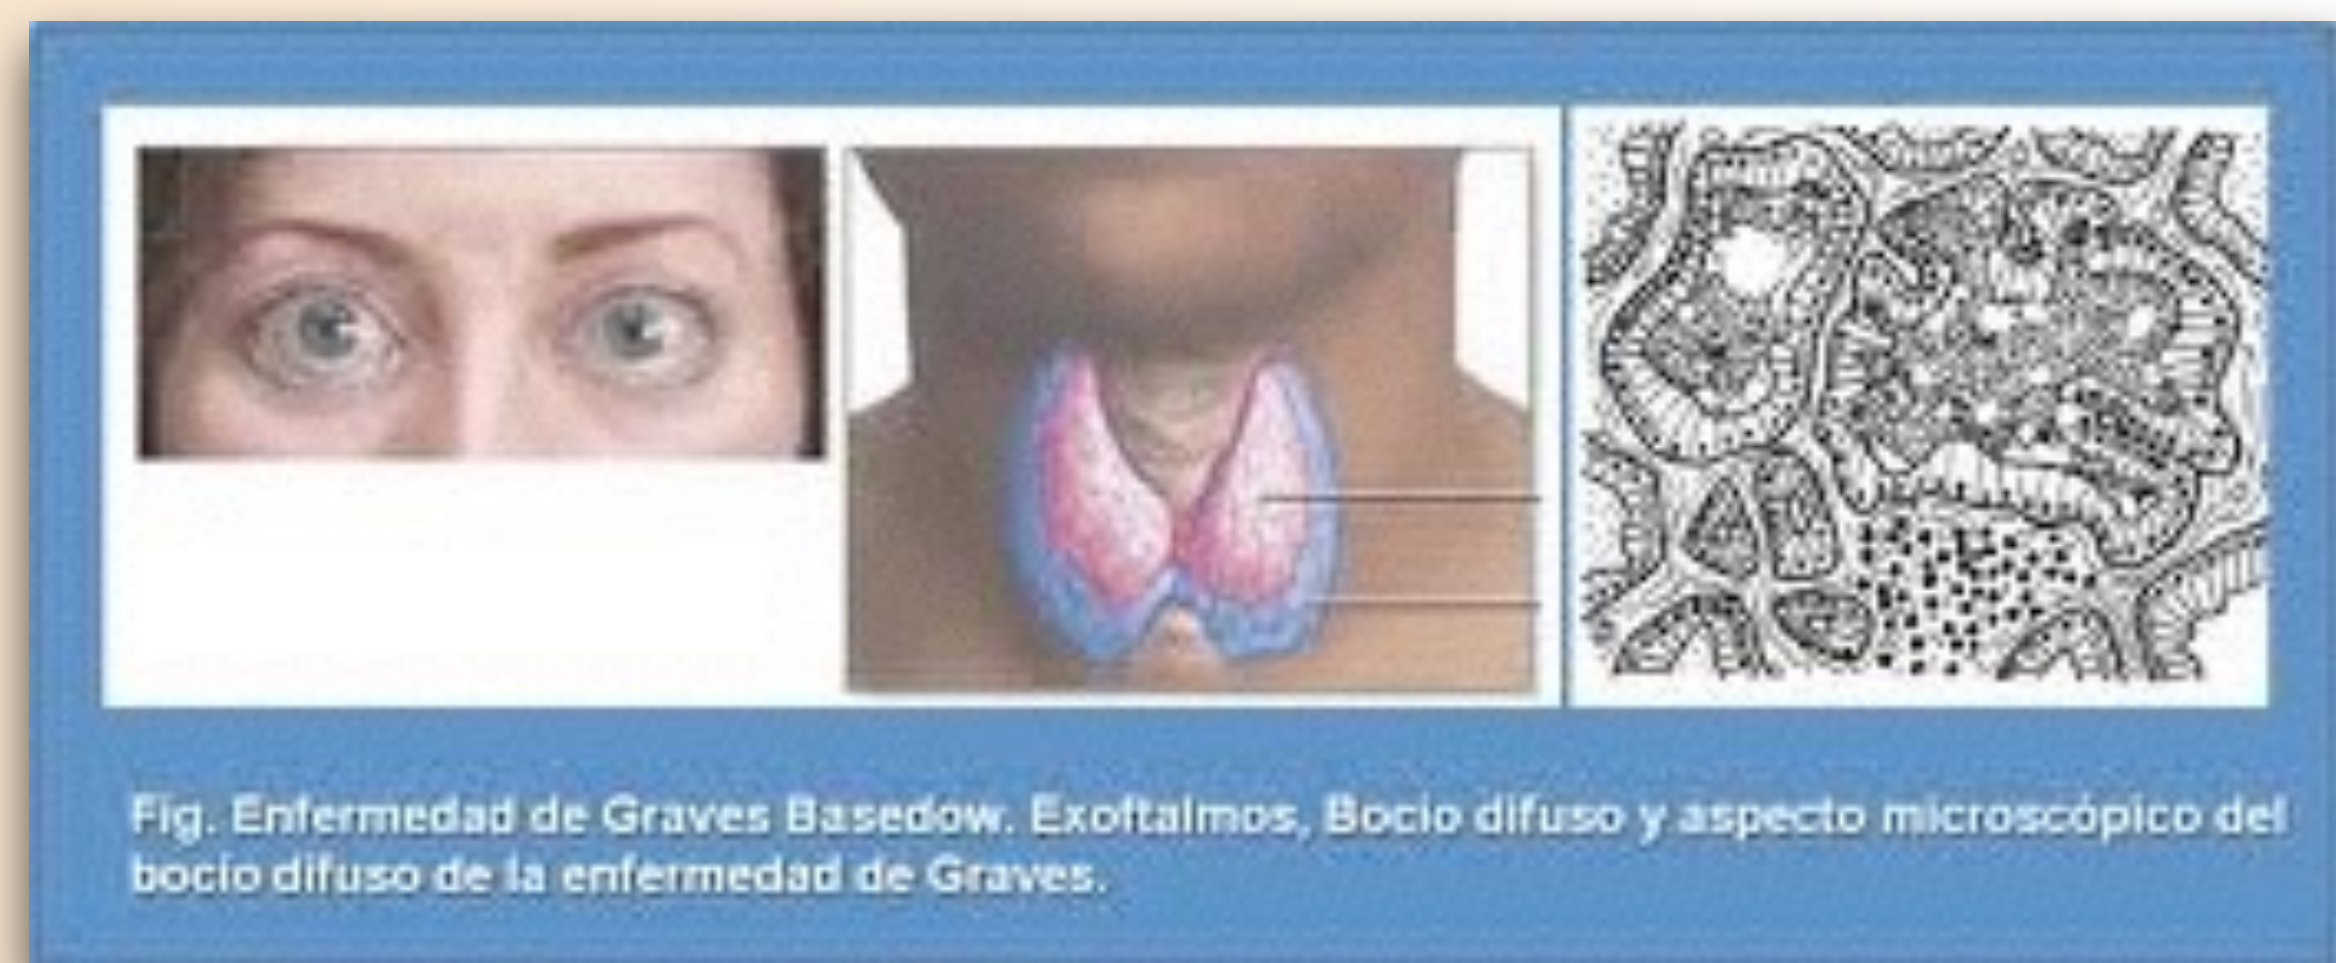 Fig. Enfermedad de Graves Basedow. Exoftalmos, Bocio difuso y aspecto microscópico del
bocio difuso de la enfermedad de Graves.